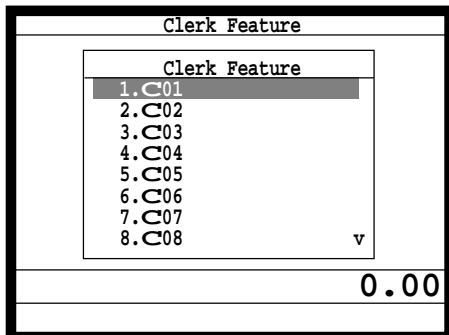 Clerk Feature
Clerk Feature
1.C01
2.C02
3.C03
4.C04
5.C05
6.C06
7.C07
8.C08 v
0.00